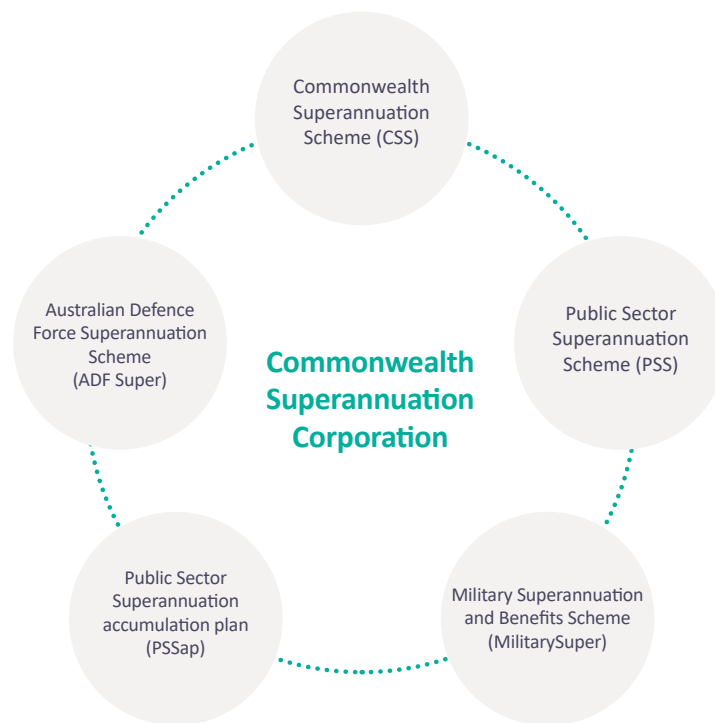 Commonwealth
Superannuation
Scheme (CSS)
Australian Defence
Force Superannuation
Scheme
(ADF Super)
Public Sector
Superannuation
Scheme (PSS)
Commonwealth
Superannuation
Corporation
Public Sector
Superannuation
accumulation plan
(PSSap)
Military Superannuation
and Benefits Scheme
(MilitarySuper)